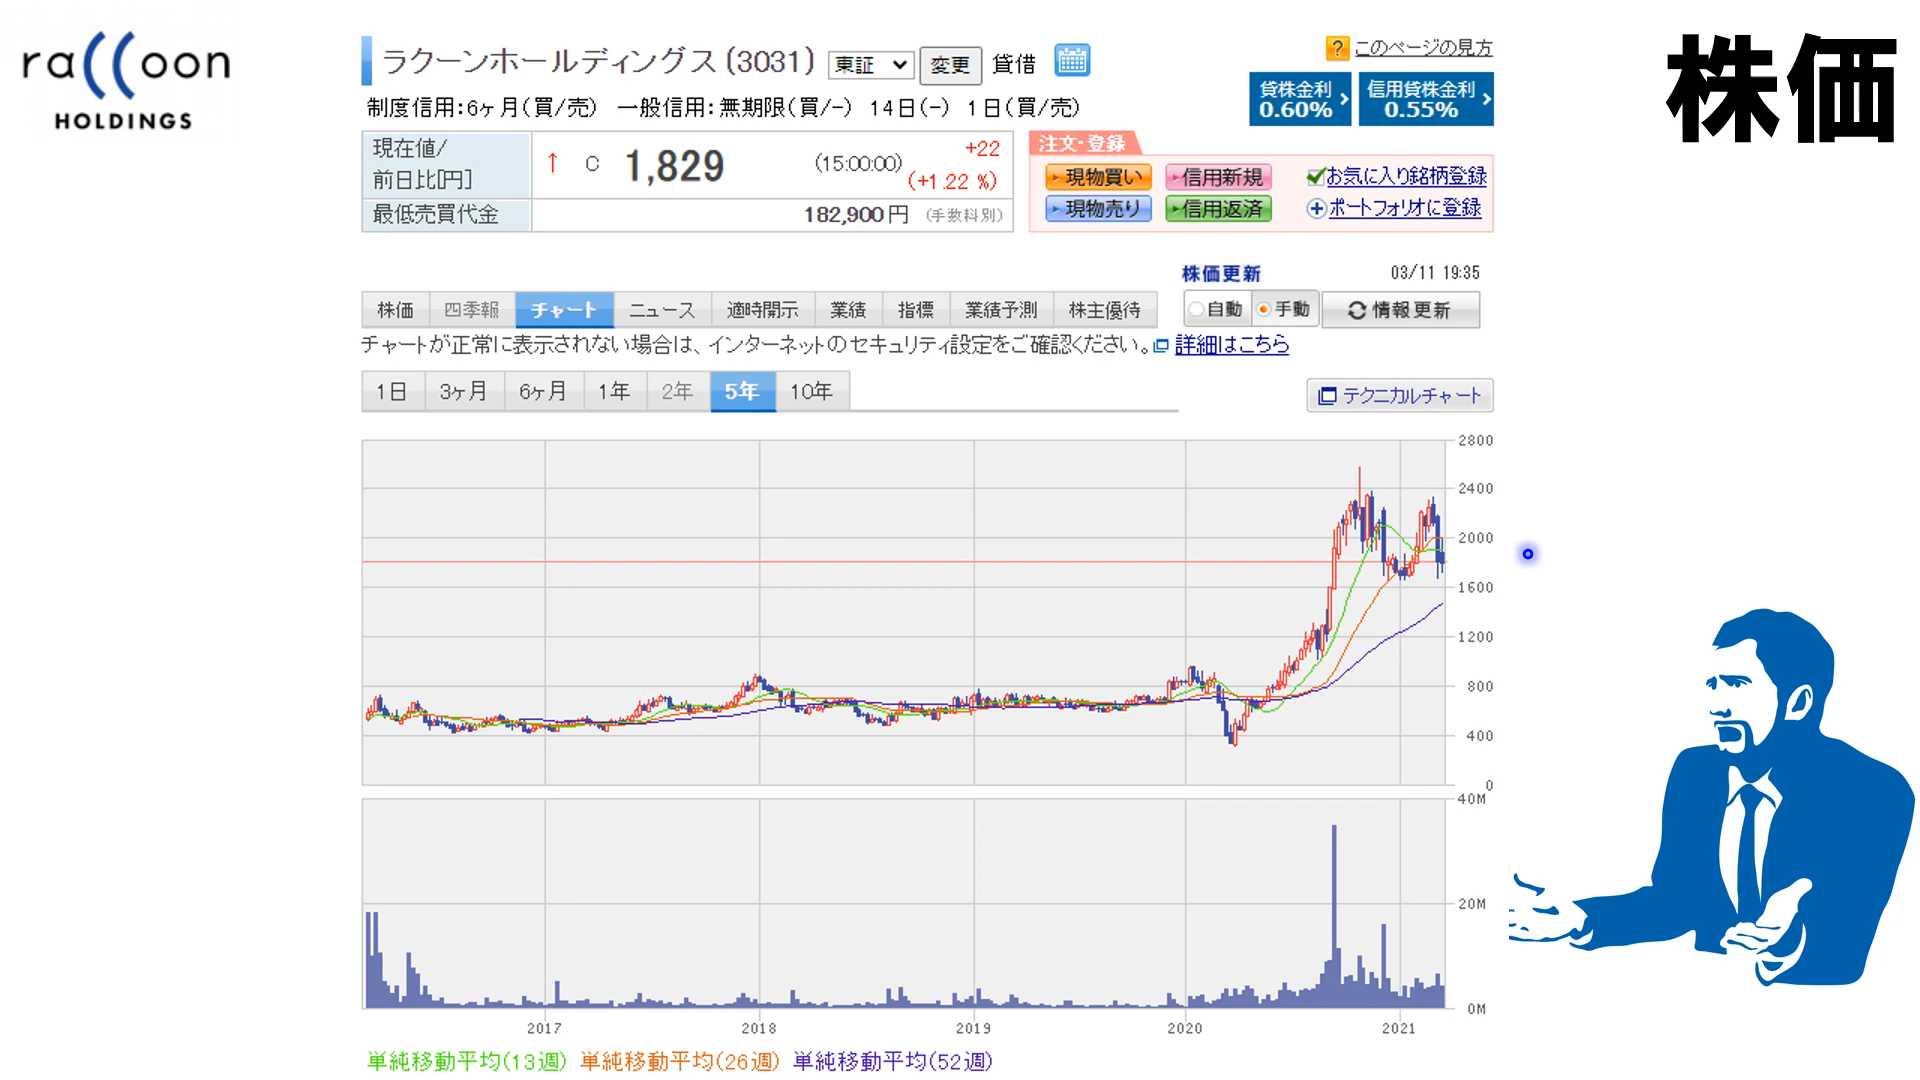 raccoon
HOLDINGS
株価
ラクーンホールディングス (3031) 東証 変更 貸借
? このページの見方
貸株金利 0.60%
信用貸株金利 0.55%
制度信用:6ヶ月(買/売) 一般信用:無期限(買/-) 14日(-) 1日(買/売)
現在値/
前日比[円]
↑ C 1,829 (15:00:00) +22
(+1.22 %)
最低売買代金 182,900円 (手数料別)
注文・登録
現物買い 信用新規 お気に入り銘柄登録
現物売り 信用返済 ポートフォリオに登録
株価更新 03/11 19:35
自動 手動 情報更新
株価 四季報 チャート ニュース 適時開示 業績 指標 業績予測 株主優待
チャートが正常に表示されない場合は、インターネットのセキュリティ設定をご確認ください。 詳細はこちら
1日 3ヶ月 6ヶ月 1年 2年 5年 10年
テクニカルチャート
2800
2400
2000
1600
1200
800
400
0
40M
20M
0M
2017 2018 2019 2020 2021
単純移動平均(13週) 単純移動平均(26週) 単純移動平均(52週)